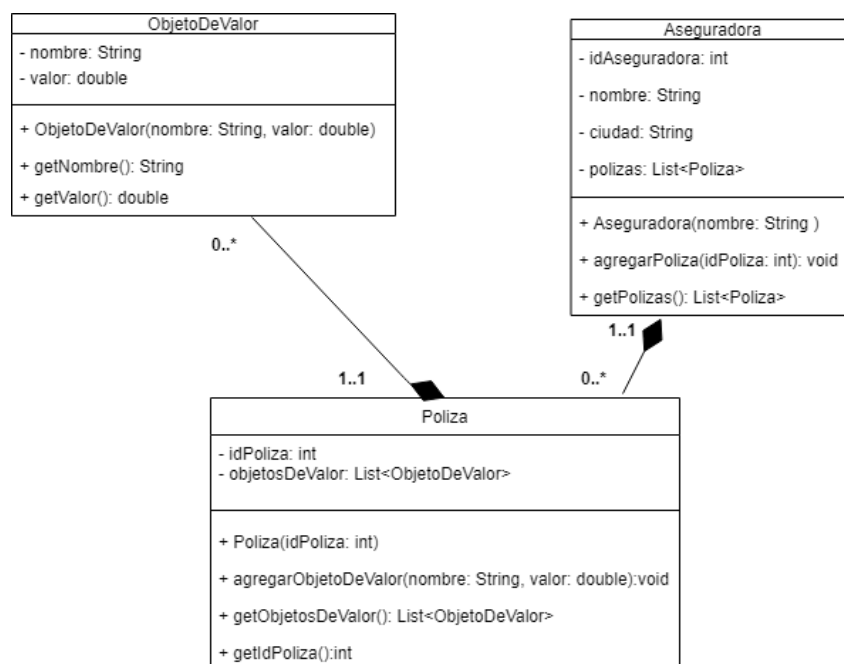 ObjetoDeValor
- nombre: String
- valor: double
+ ObjetoDeValor(nombre: String, valor: double)
+ getNombre(): String
+ getValor(): double
Aseguradora
- idAseguradora: int
- nombre: String
- ciudad: String
- polizas: List<Poliza>
+ Aseguradora(nombre: String )
+ agregarPoliza(idPoliza: int): void
+ getPolizas(): List<Poliza>
0..*
1..1
1..1
0..*
Poliza
- idPoliza: int
- objetosDeValor: List<ObjetoDeValor>
+ Poliza(idPoliza: int)
+ agregarObjetoDeValor(nombre: String, valor: double):void
+ getObjetosDeValor(): List<ObjetoDeValor>
+ getIdPoliza():int